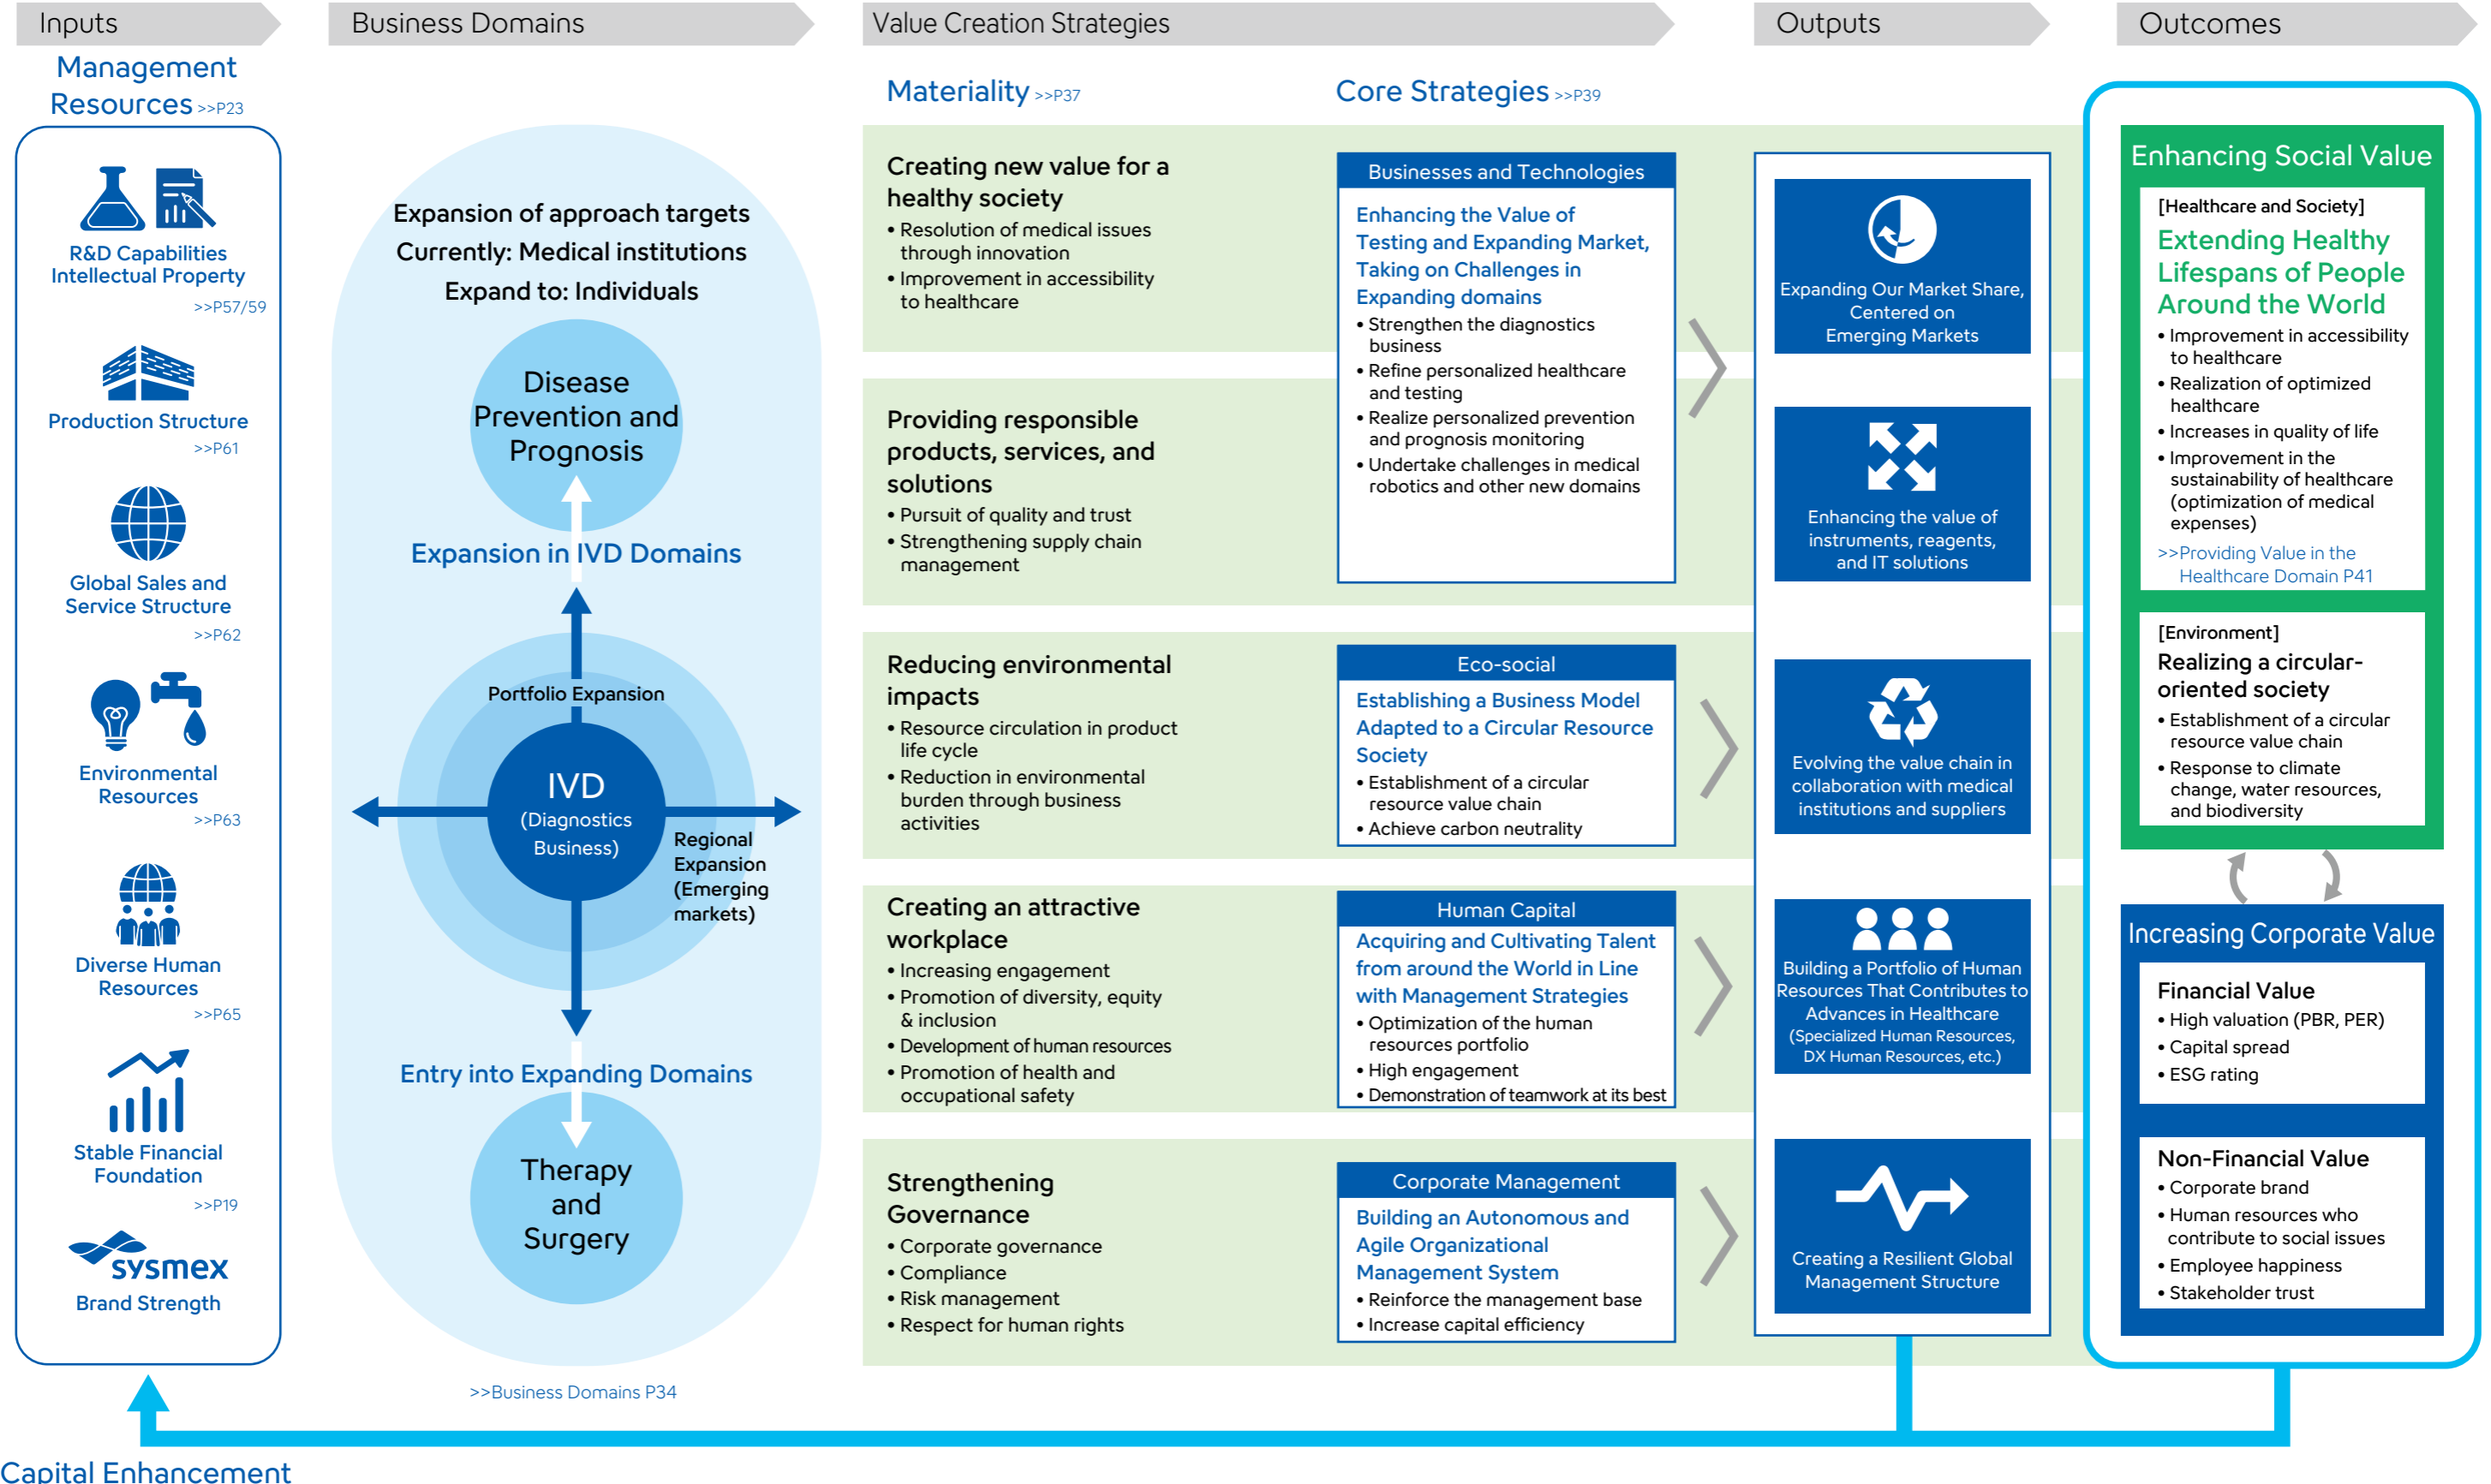 Inputs
Business Domains
Value Creation Strategies
Outputs
Outcomes
Management
Resources >>P23
R&D Capabilities
Intellectual Property
>>P57/59
Production Structure
>>P61
Global Sales and
Service Structure
>>P62
Environmental
Resources
>>P63
Diverse Human
Resources
>>P65
Stable Financial
Foundation
>>P19
sysmex
Brand Strength
Expansion of approach targets
Currently: Medical institutions
Expand to: Individuals
Disease
Prevention and
Prognosis
Expansion in IVD Domains
Portfolio Expansion
IVD
(Diagnostics
Business)
Regional
Expansion
(Emerging
markets)
Entry into Expanding Domains
Therapy
and
Surgery
>>Business Domains P34
Materiality >>P37
Creating new value for a
healthy society
• Resolution of medical issues
through innovation
• Improvement in accessibility
to healthcare
Providing responsible
products, services, and
solutions
• Pursuit of quality and trust
• Strengthening supply chain
management
Reducing environmental
impacts
• Resource circulation in product
life cycle
• Reduction in environmental
burden through business
activities
Creating an attractive
workplace
• Increasing engagement
• Promotion of diversity, equity
& inclusion
• Development of human resources
• Promotion of health and
occupational safety
Strengthening
Governance
• Corporate governance
• Compliance
• Risk management
• Respect for human rights
Core Strategies >>P39
Businesses and Technologies
Enhancing the Value of
Testing and Expanding Market,
Taking on Challenges in
Expanding domains
• Strengthen the diagnostics
business
• Refine personalized healthcare
and testing
• Realize personalized prevention
and prognosis monitoring
• Undertake challenges in medical
robotics and other new domains
Eco-social
Establishing a Business Model
Adapted to a Circular Resource
Society
• Establishment of a circular
resource value chain
• Achieve carbon neutrality
Human Capital
Acquiring and Cultivating Talent
from around the World in Line
with Management Strategies
• Optimization of the human
resources portfolio
• High engagement
• Demonstration of teamwork at its best
Corporate Management
Building an Autonomous and
Agile Organizational
Management System
• Reinforce the management base
• Increase capital efficiency
Expanding Our Market Share,
Centered on
Emerging Markets
Enhancing the value of
instruments, reagents,
and IT solutions
Evolving the value chain in
collaboration with medical
institutions and suppliers
Building a Portfolio of Human
Resources That Contributes to
Advances in Healthcare
(Specialized Human Resources,
DX Human Resources, etc.)
Creating a Resilient Global
Management Structure
Enhancing Social Value
[Healthcare and Society]
Extending Healthy
Lifespans of People
Around the World
• Improvement in accessibility
to healthcare
• Realization of optimized
healthcare
• Increases in quality of life
• Improvement in the
sustainability of healthcare
(optimization of medical
expenses)
>>Providing Value in the
Healthcare Domain P41
[Environment]
Realizing a circular-
oriented society
• Establishment of a circular
resource value chain
• Response to climate
change, water resources,
and biodiversity
Increasing Corporate Value
Financial Value
• High valuation (PBR, PER)
• Capital spread
• ESG rating
Non-Financial Value
• Corporate brand
• Human resources who
contribute to social issues
• Employee happiness
• Stakeholder trust
Capital Enhancement